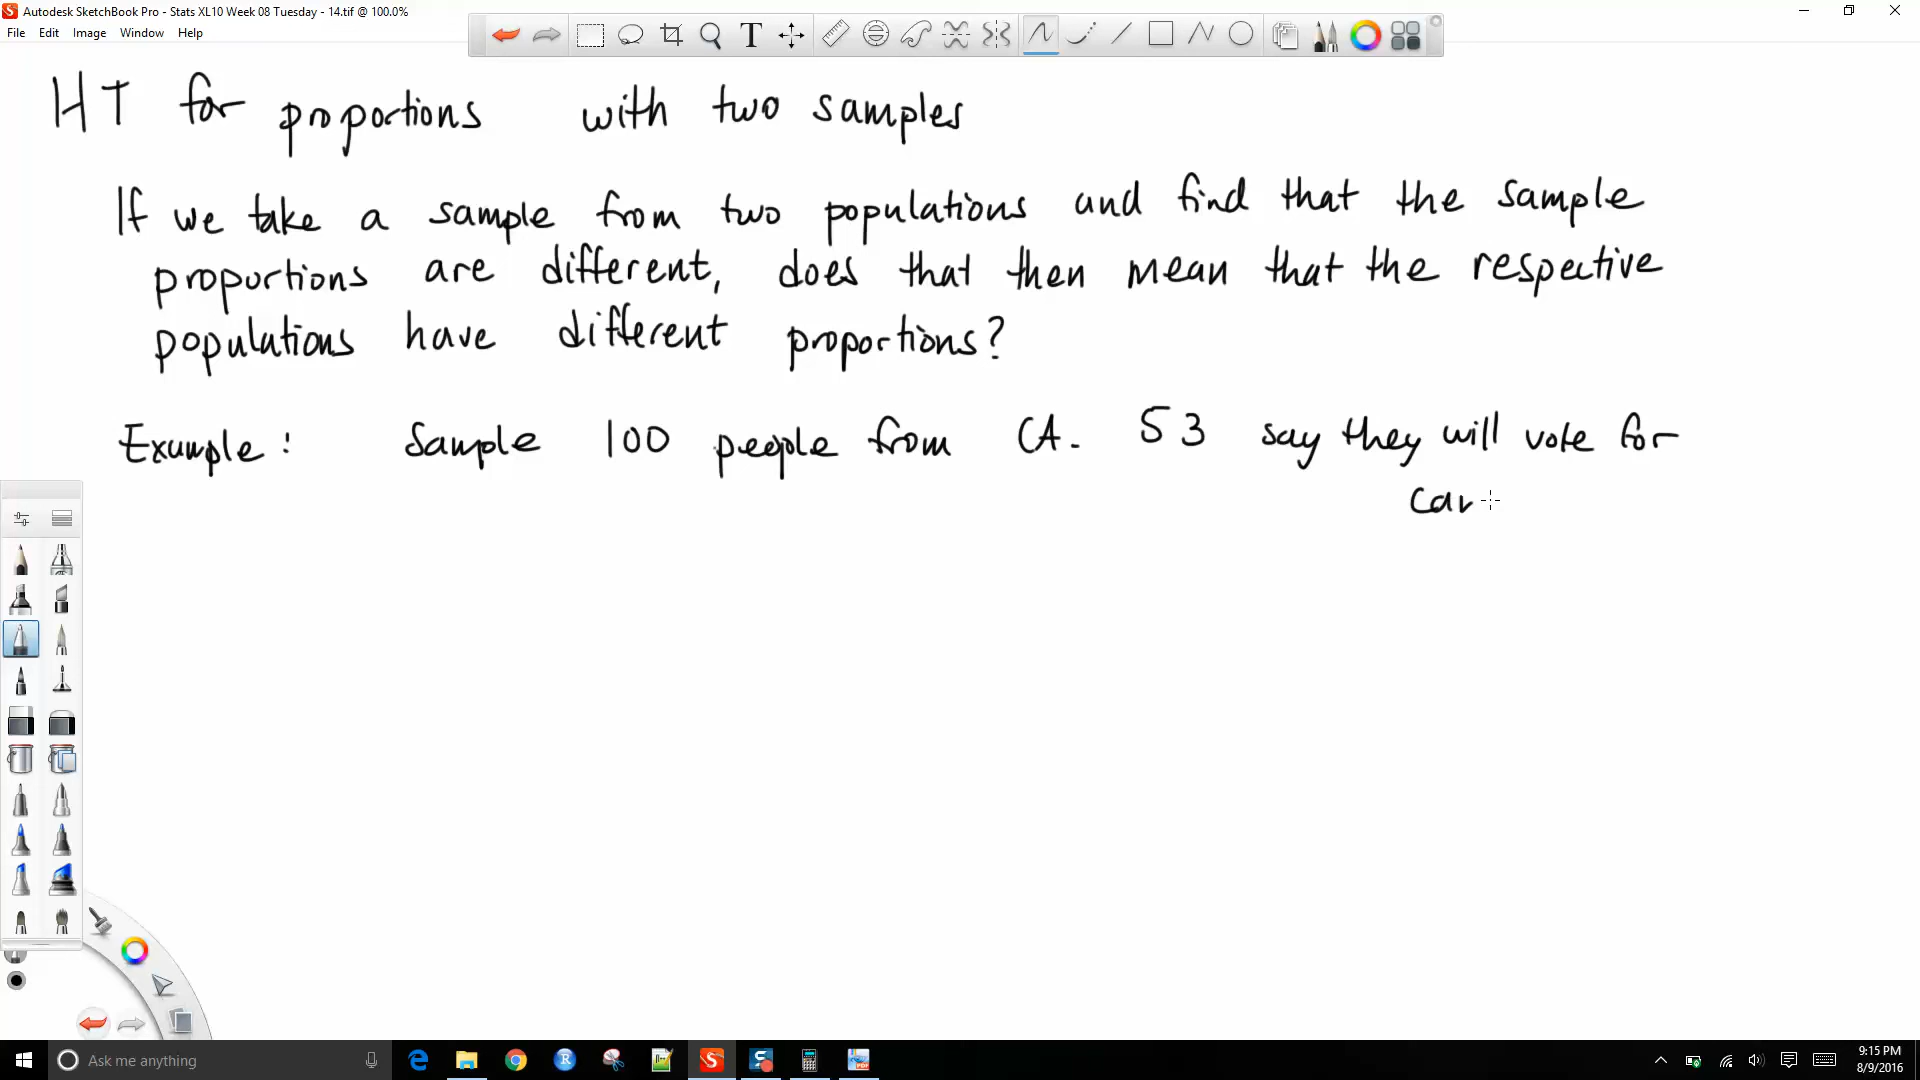 Autodesk SketchBook Pro - Stats XL10 Week 08 Tuesday - 14.tif @ 100.0%
File Edit Image Window Help
HT for proportions with two samples
If we take a sample from two populations and find that the sample
proportions are different, does that then mean that the respective
populations have different proportions?
Example: Sample 100 people from CA. 53 say they will vote for
Car
Ask me anything
9:15 PM
8/9/2016